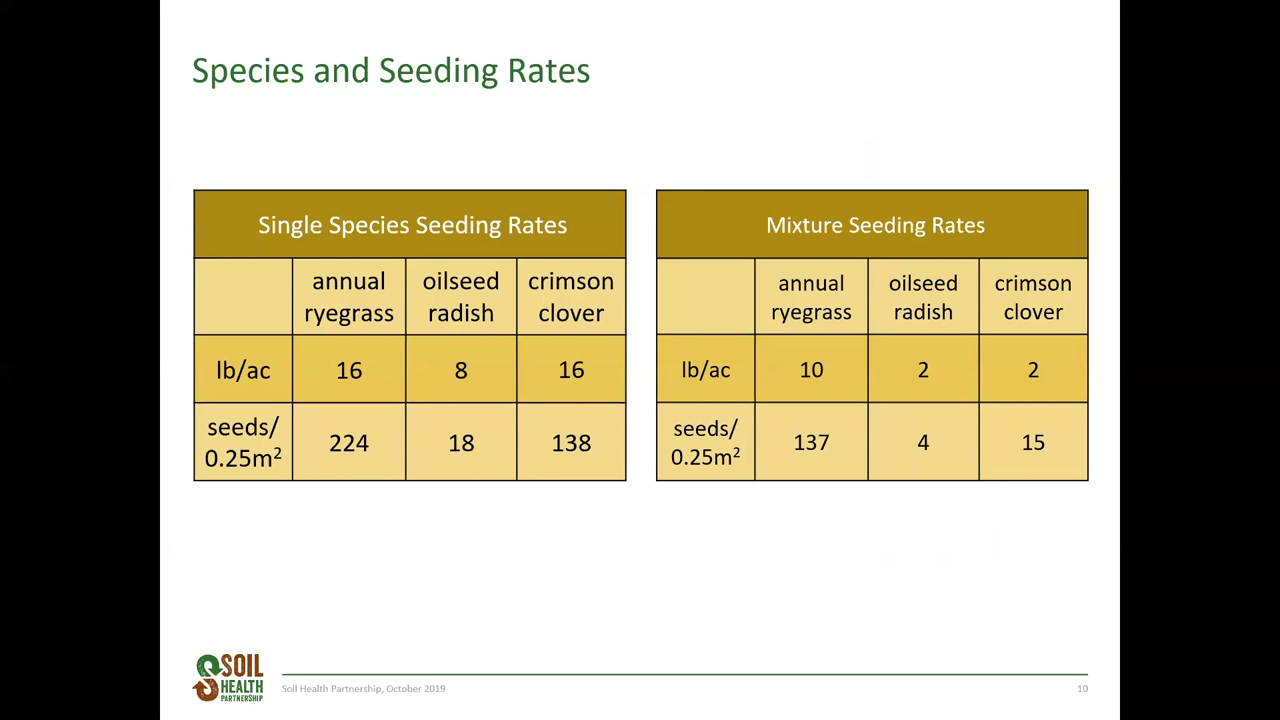 Species and Seeding Rates
Single Species Seeding Rates
annual ryegrass oilseed radish crimson clover
lb/ac 16 8 16
seeds/ 0.25m² 224 18 138
Mixture Seeding Rates
annual ryegrass oilseed radish crimson clover
lb/ac 10 2 2
seeds/ 0.25m² 137 4 15
SOIL
HEALTH
PARTNERSHIP
Soil Health Partnership, October 2019
10